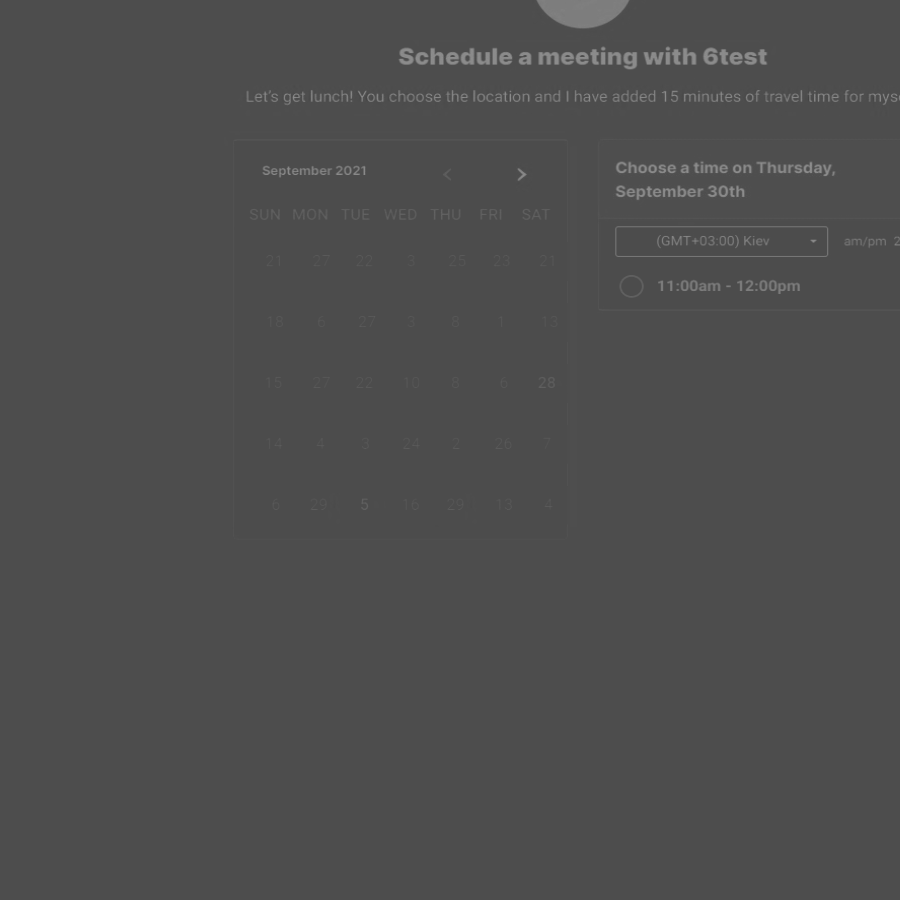 Schedule a meeting with 6test
Let's get lunch! You choose the location and I have added 15 minutes of travel time for mys
September 2021
SUN MON TUE WED THU FRI SAT
21 27 22 3 25 23 21
18 6 27 3 8 1 13
15 27 22 10 8 6 28
14 4 3 24 2 26 7
6 29 5 16 29 13 4
Choose a time on Thursday,
September 30th
(GMT+03:00) Kiev am/pm 2
11:00am - 12:00pm